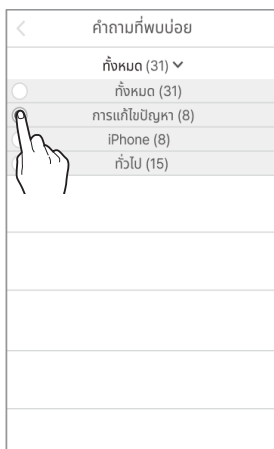 คำถามที่พบบ่อย
ทั้งหมด (31)
ทั้งหมด (31)
การแก้ไขปัญหา (8)
iPhone (8)
ทั่วไป (15)